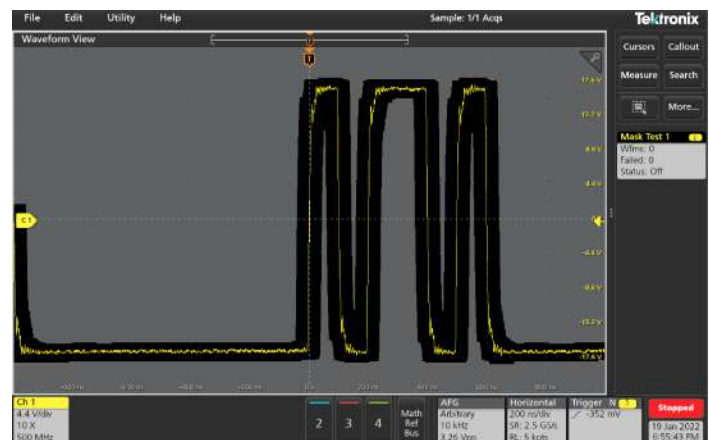 File Edit Utility Help Sample: 1/1 Acqs Tektronix
Waveform View
Cursors Callout
Measure Search
More...
Mask Test 1
Wfms: 0
Failed: 0
Status: Off
T
17.6 V
13.2 V
8.8 V
4.4 V
C1
-4.4 V
-8.8 V
-13.2 V
-17.6 V
Ch 1
4.4 V/div
10 X
500 MHz
2 3 4
Math
Ref
Bus
AFG
Arbitrary
10 kHz
3.26 Vpp
Horizontal
200 ns/div
SR: 2.5 GS/s
RL: 5 kpts
Trigger N 1
-352 mV
Stopped
19 Jan 2022
6:55:43 PM